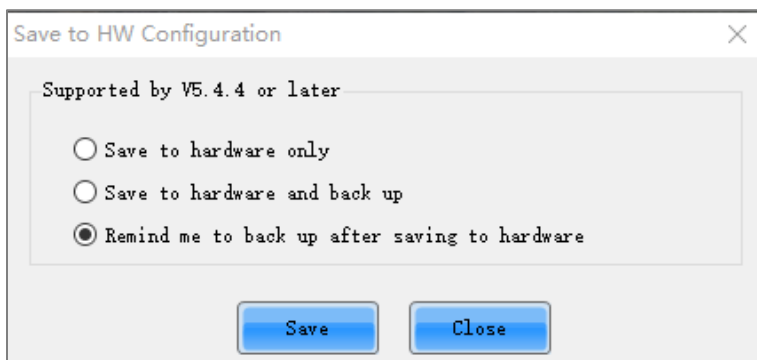 Save to HW Configuration
Supported by V5.4.4 or later
Save to hardware only
Save to hardware and back up
Remind me to back up after saving to hardware
Save Close